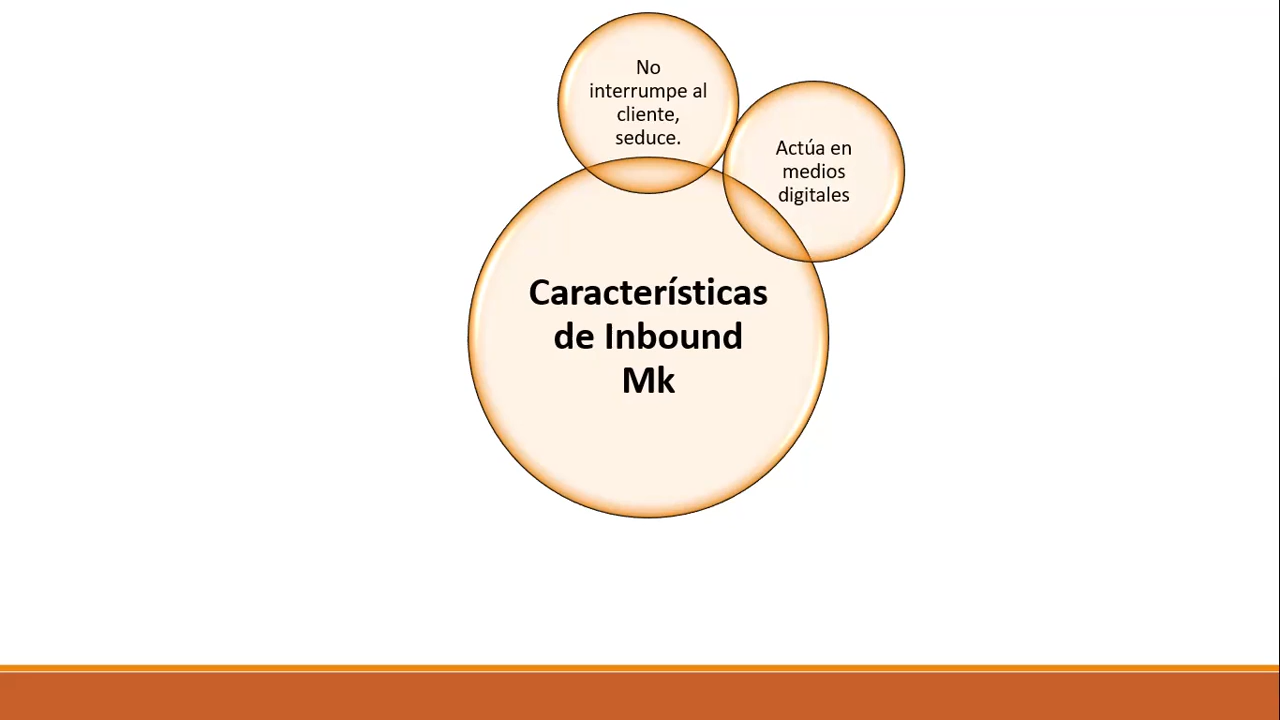 No
interrumpe al
cliente,
seduce.
Actúa en
medios
digitales
Características
de Inbound
Mk